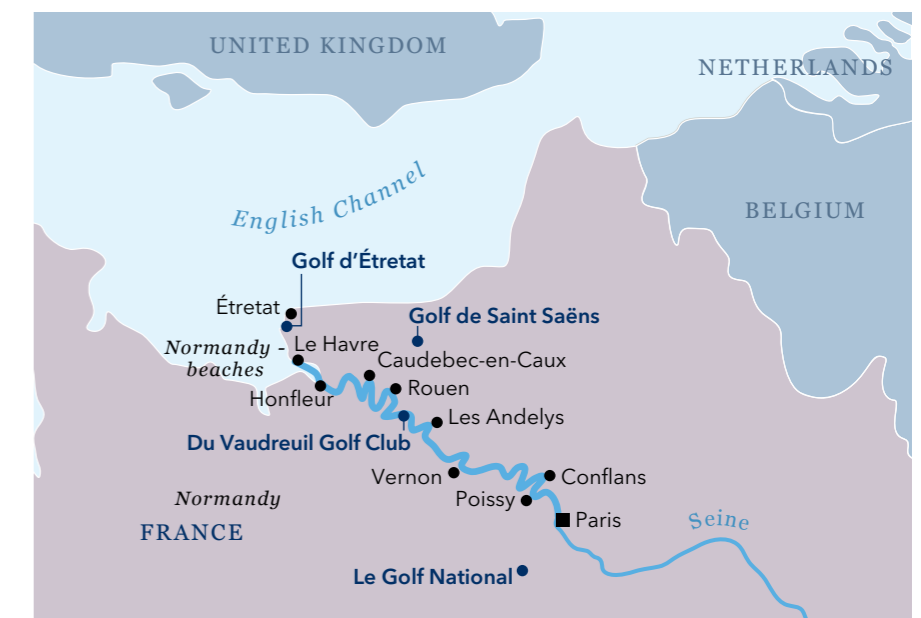 UNITED KINGDOM
NETHERLANDS
English Channel
BELGIUM
Golf d'Étretat
Étretat
Golf de Saint Saëns
Normandy -
beaches
Le Havre
Caudebec-en-Caux
Honfleur
Rouen
Les Andelys
Du Vaudreuil Golf Club
Vernon
Conflans
Normandy
Poissy
Paris
Seine
FRANCE
Le Golf National